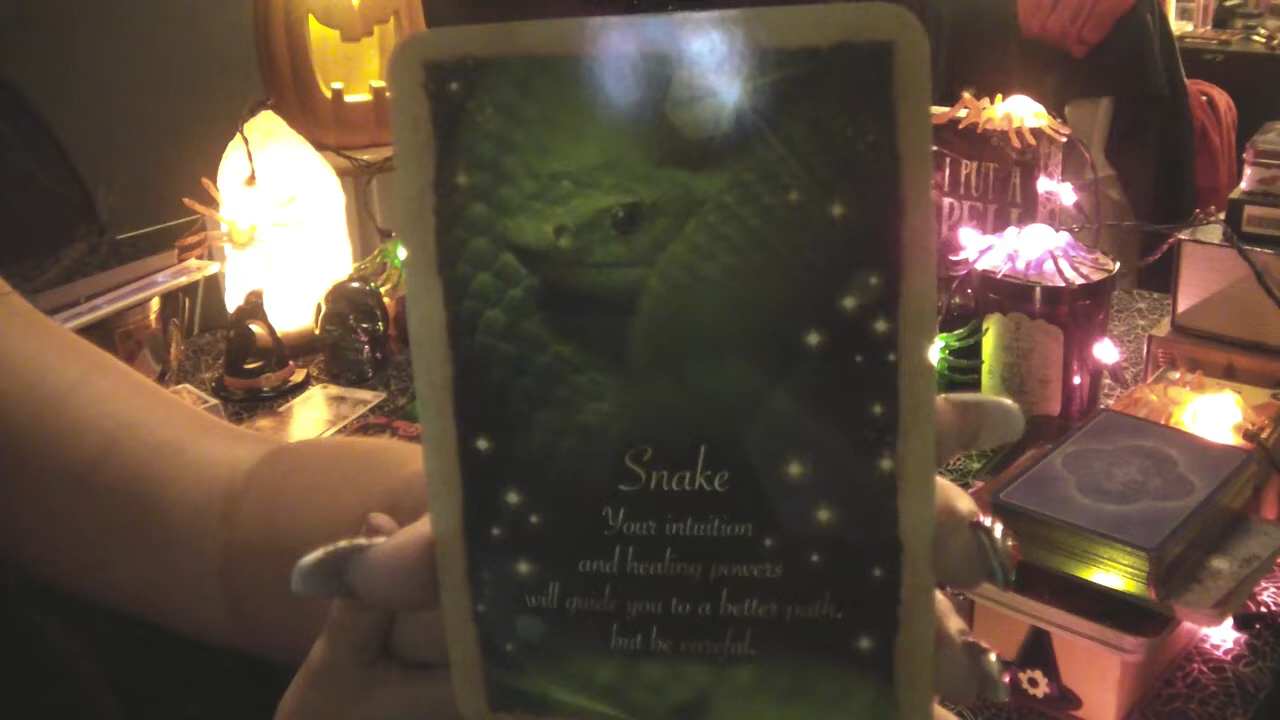 I PUT A
Snake
Your intuition
and healing powers
will guide you to a better path.
but be careful.